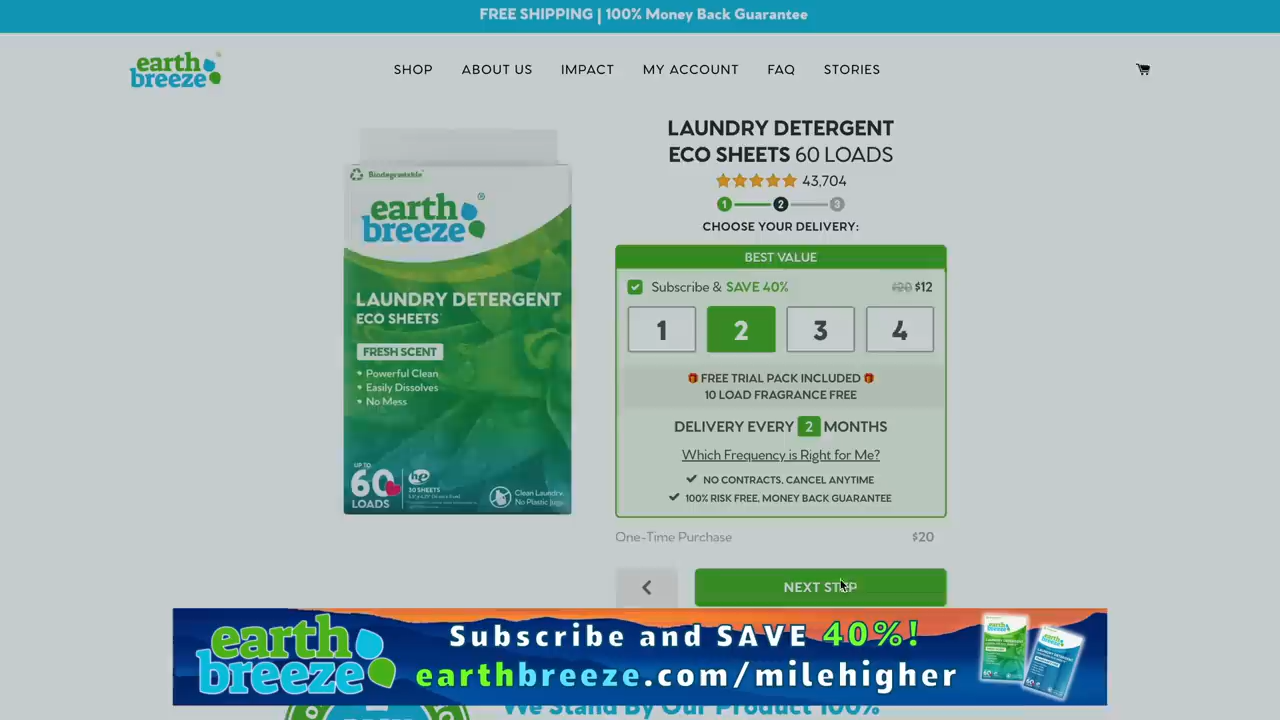 FREE SHIPPING | 100% Money Back Guarantee
earth breeze
SHOP ABOUT US IMPACT MY ACCOUNT FAQ STORIES
LAUNDRY DETERGENT
ECO SHEETS 60 LOADS
43,704
1 2 3
CHOOSE YOUR DELIVERY:
BEST VALUE
Subscribe & SAVE 40% $20 $12
1 2 3 4
FREE TRIAL PACK INCLUDED
10 LOAD FRAGRANCE FREE
DELIVERY EVERY 2 MONTHS
Which Frequency is Right for Me?
NO CONTRACTS, CANCEL ANYTIME
100% RISK FREE, MONEY BACK GUARANTEE
One-Time Purchase $20
NEXT STEP
Biodegradable
earth
breeze
LAUNDRY DETERGENT
ECO SHEETS
FRESH SCENT
• Powerful Clean
• Easily Dissolves
• No Mess
UP TO
60
LOADS
he
30 SHEETS
Clean Laundry.
No Plastic Jugs.
earth
breeze
Subscribe and SAVE 40%!
earthbreeze.com/milehigher
We Stand By Our Product 100%